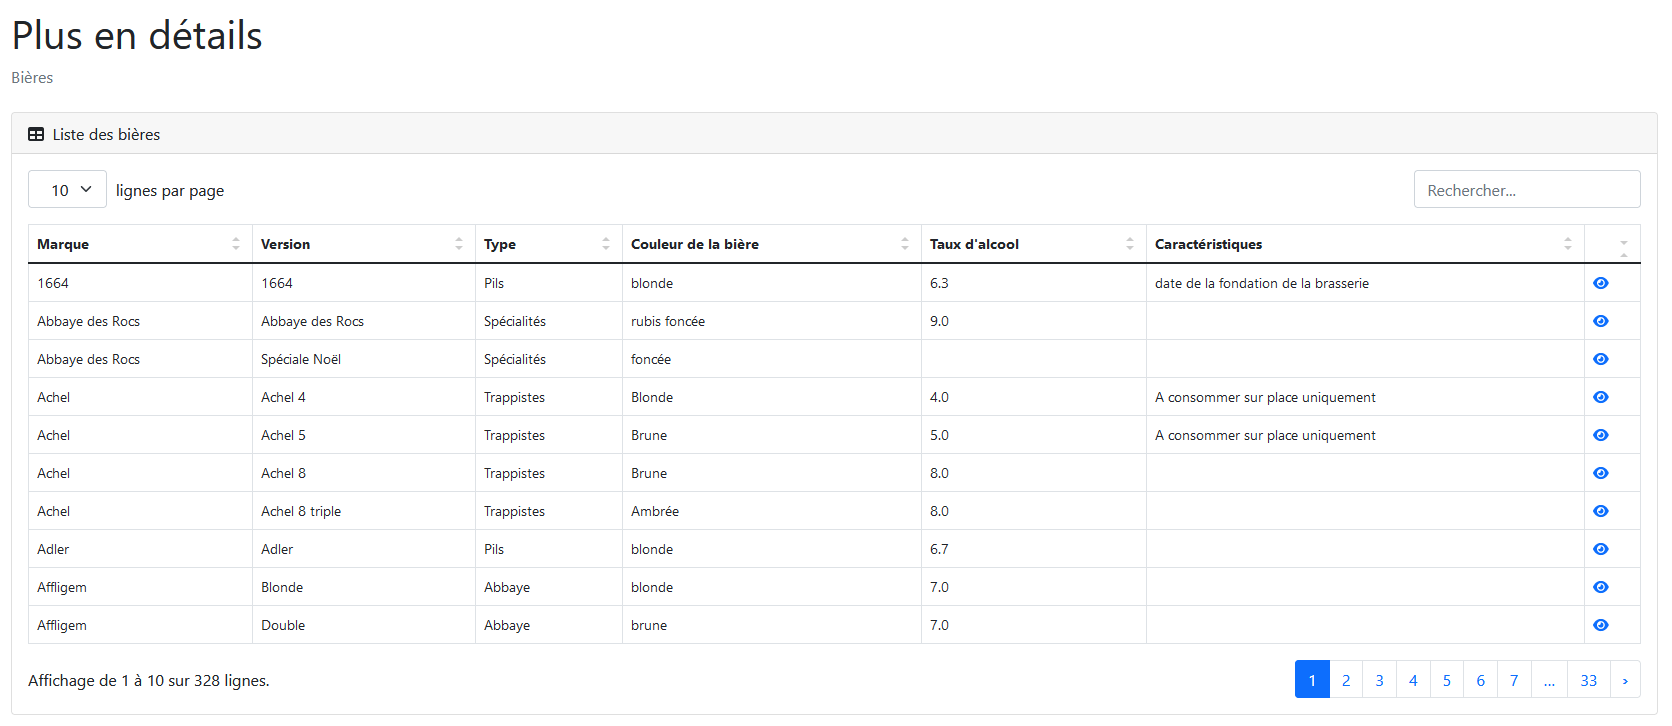 Plus en détails
Bières
Liste des bières
10 lignes par page Rechercher...
Marque Version Type Couleur de la bière Taux d'alcool Caractéristiques
1664 1664 Pils blonde 6.3 date de la fondation de la brasserie
Abbaye des Rocs Abbaye des Rocs Spécialités rubis foncée 9.0
Abbaye des Rocs Spéciale Noël Spécialités foncée
Achel Achel 4 Trappistes Blonde 4.0 A consommer sur place uniquement
Achel Achel 5 Trappistes Brune 5.0 A consommer sur place uniquement
Achel Achel 8 Trappistes Brune 8.0
Achel Achel 8 triple Trappistes Ambrée 8.0
Adler Adler Pils blonde 6.7
Affligem Blonde Abbaye blonde 7.0
Affligem Double Abbaye brune 7.0
Affichage de 1 à 10 sur 328 lignes. 1 2 3 4 5 6 7 ... 33 ›